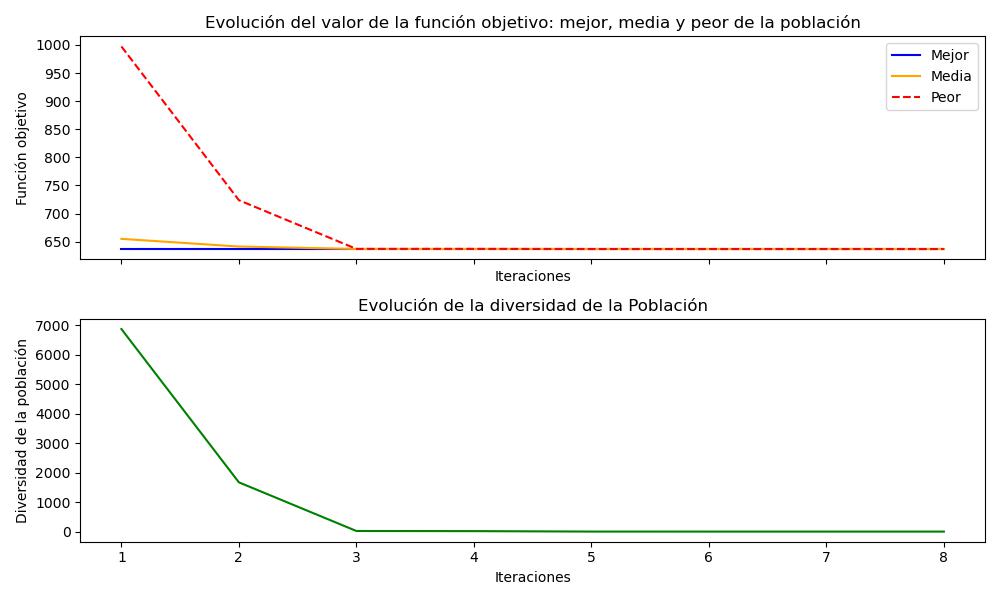 Evolución del valor de la función objetivo: mejor, media y peor de la población
Función objetivo
1000
950
900
850
800
750
700
650
Mejor
Media
Peor
Iteraciones
Evolución de la diversidad de la Población
Diversidad de la población
7000
6000
5000
4000
3000
2000
1000
0
1 2 3 4 5 6 7 8
Iteraciones